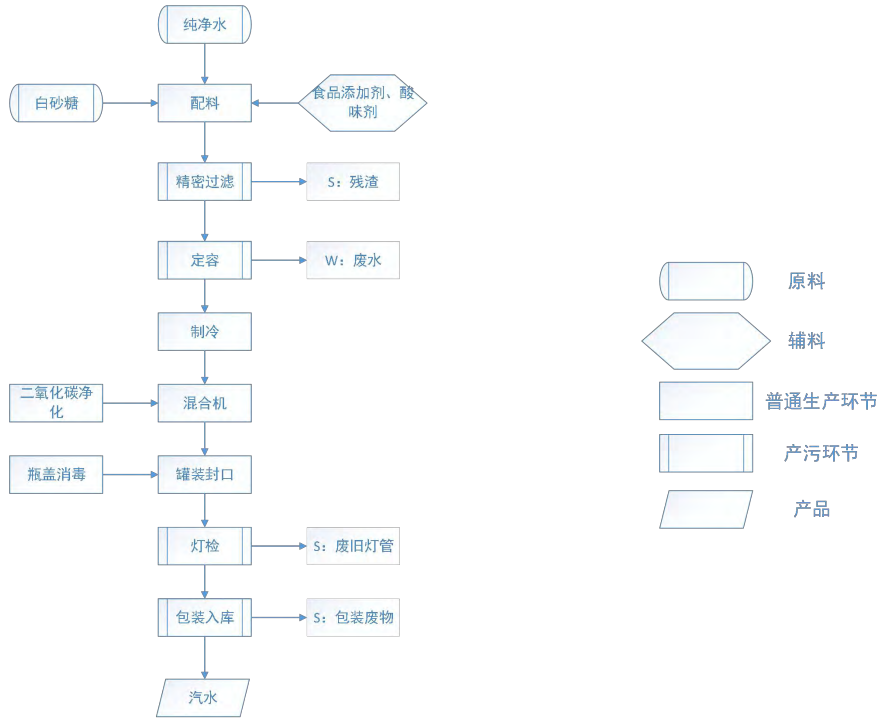 纯净水
白砂糖
配料
食品添加剂、酸
味剂
精密过滤
S：残渣
定容
W：废水
制冷
二氧化碳净
化
混合机
瓶盖消毒
罐装封口
灯检
S：废旧灯管
包装入库
S：包装废物
汽水
原料
辅料
普通生产环节
产污环节
产品